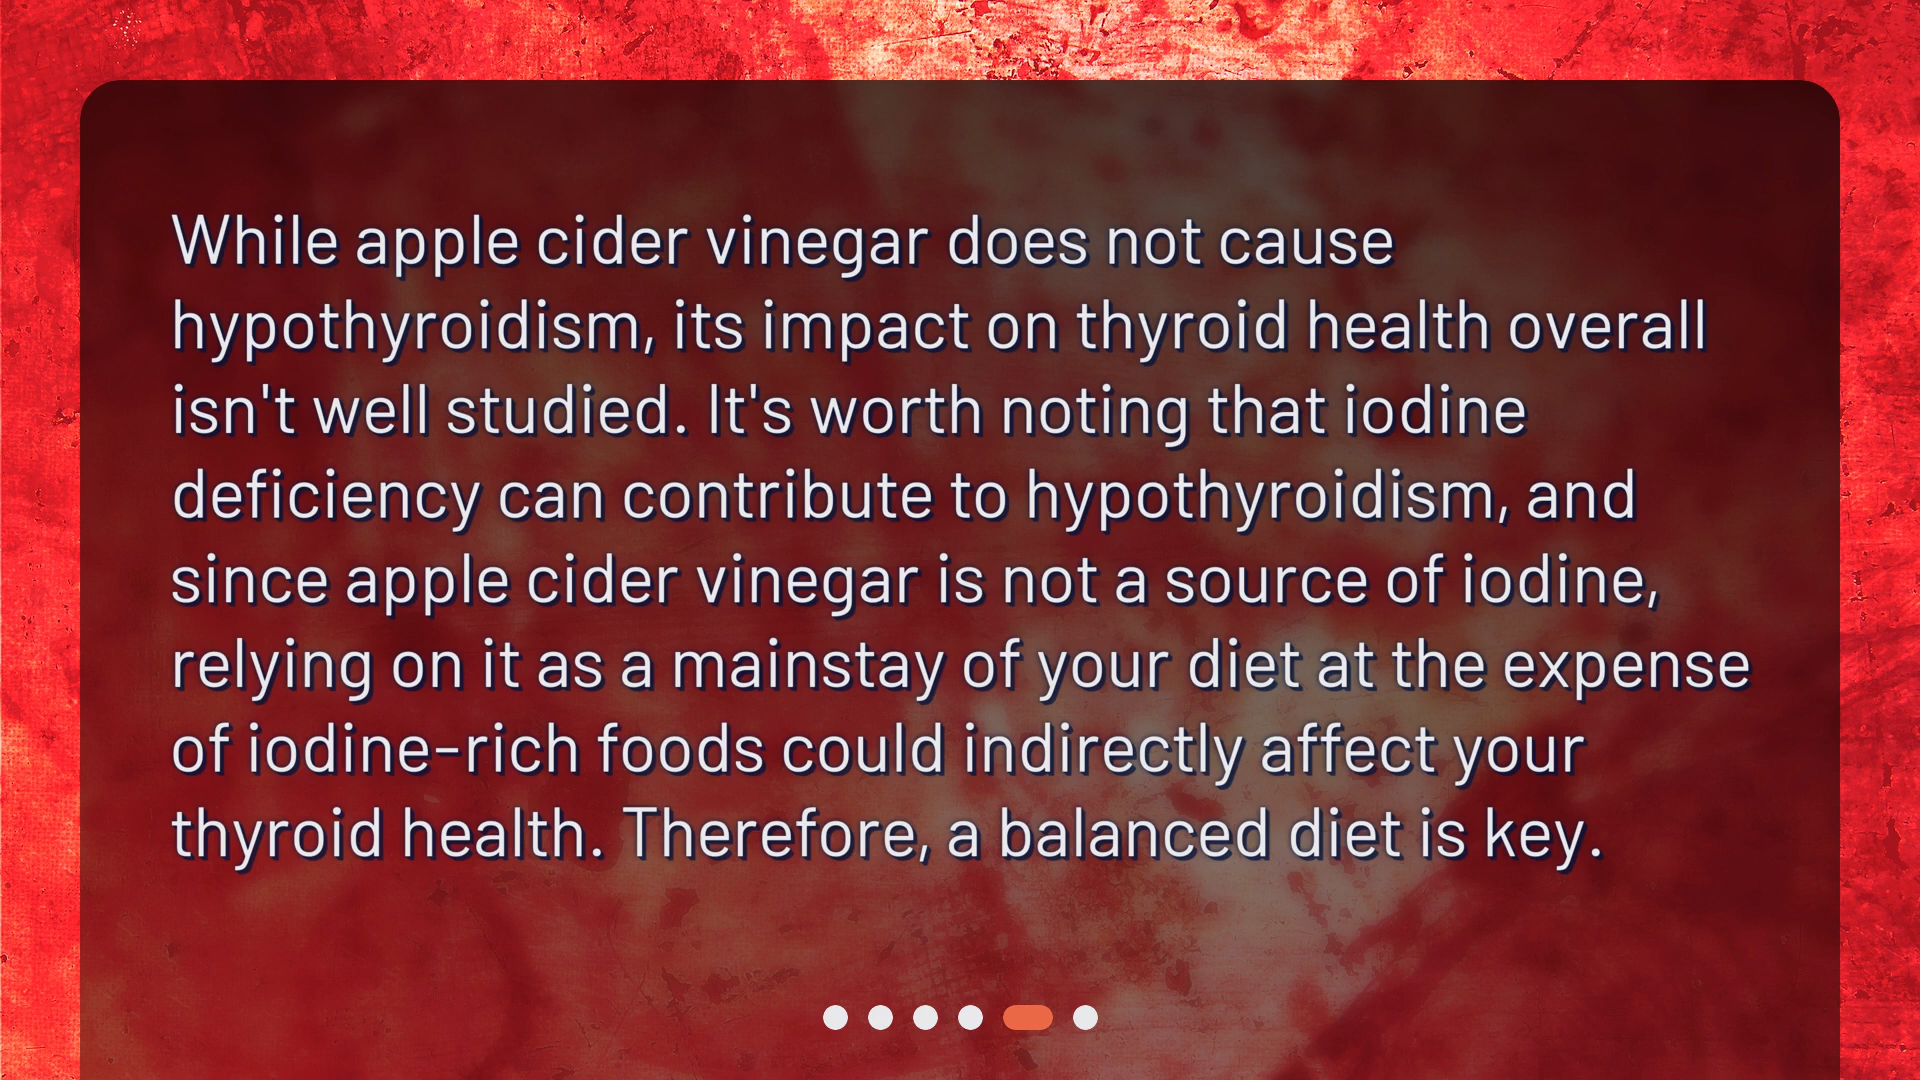 While apple cider vinegar does not cause
hypothyroidism, its impact on thyroid health overall
isn't well studied. It's worth noting that iodine
deficiency can contribute to hypothyroidism, and
since apple cider vinegar is not a source of iodine,
relying on it as a mainstay of your diet at the expense
of iodine-rich foods could indirectly affect your
thyroid health. Therefore, a balanced diet is key.